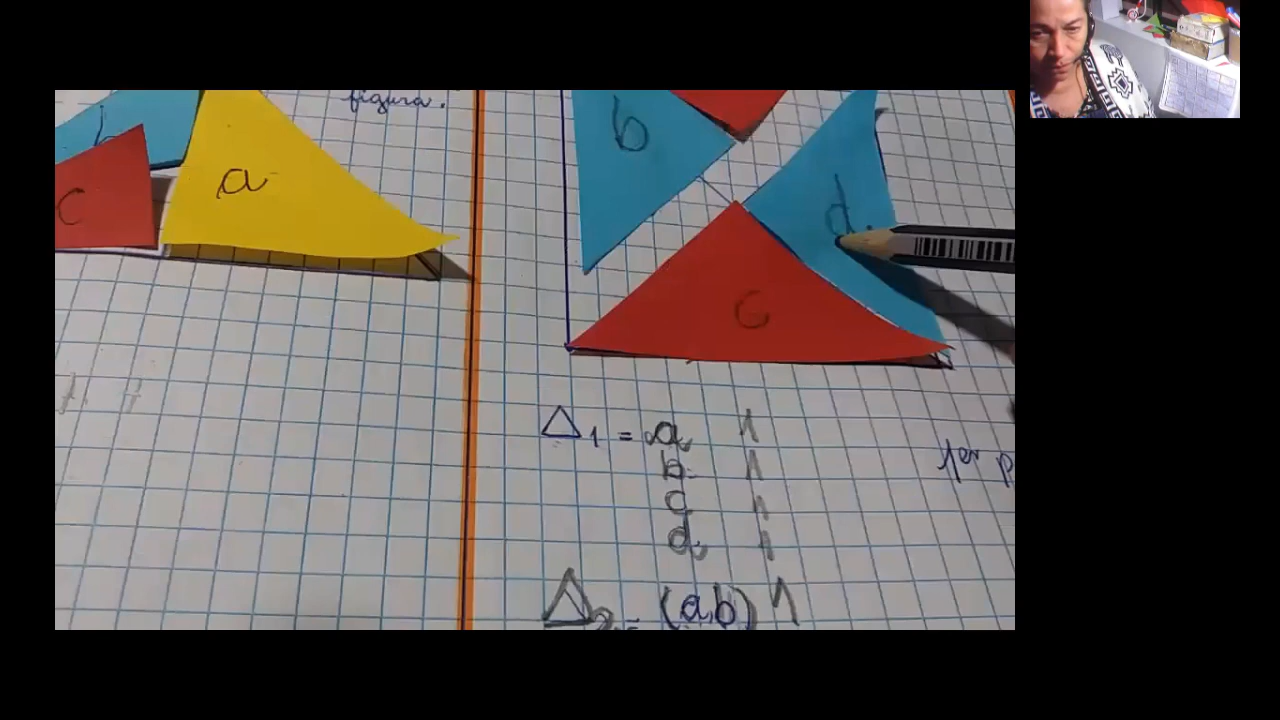 figura.
b
c
a
b
d
c
△1 = a 1
b 1
c 1
d 1
1er p
△2 = (a,b) 1